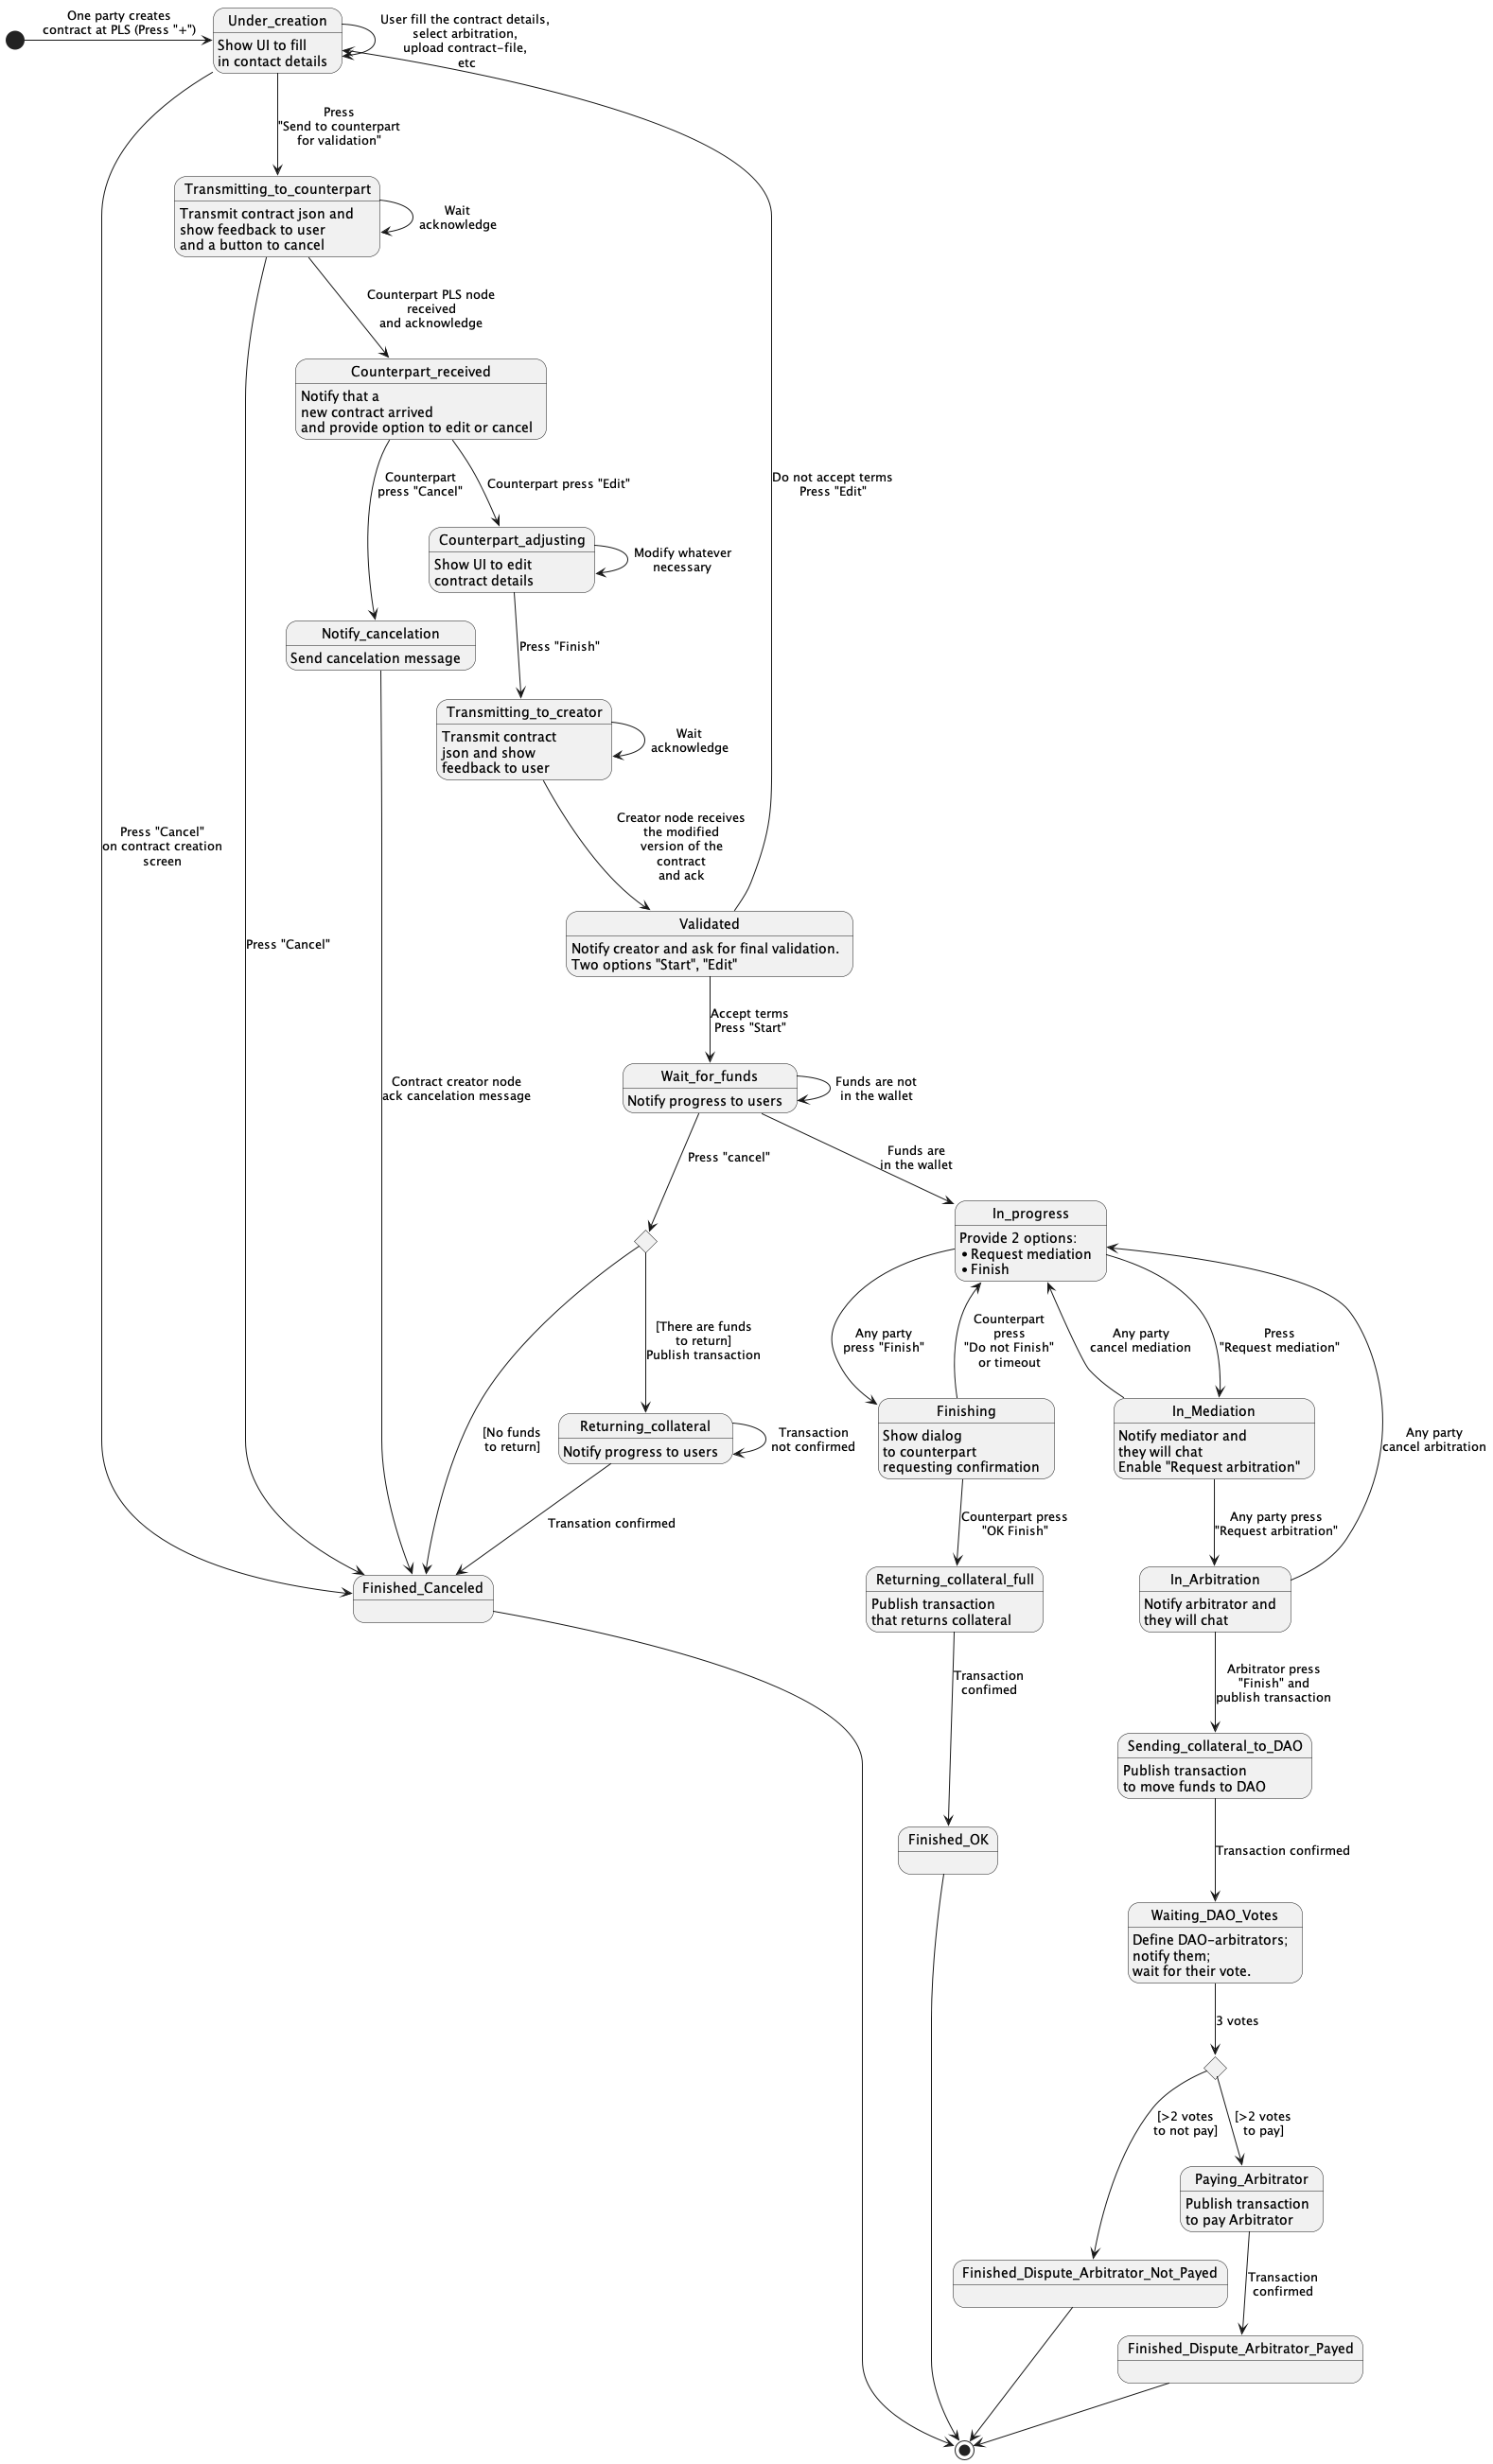 One party creates
contract at PLS (Press "+")
Under_creation
Show UI to fill
in contact details
User fill the contract details,
select arbitration,
upload contract-file,
etc
Press
"Send to counterpart
for validation"
Transmitting_to_counterpart
Transmit contract json and
show feedback to user
and a button to cancel
Wait
acknowledge
Counterpart PLS node
received
and acknowledge
Counterpart_received
Notify that a
new contract arrived
and provide option to edit or cancel
Counterpart
press "Cancel"
Counterpart press "Edit"
Do not accept terms
Press "Edit"
Counterpart_adjusting
Show UI to edit
contract details
Modify whatever
necessary
Notify_cancelation
Send cancelation message
Press "Finish"
Transmitting_to_creator
Transmit contract
json and show
feedback to user
Wait
acknowledge
Press "Cancel"
on contract creation
screen
Creator node receives
the modified
version of the
contract
and ack
Press "Cancel"
Validated
Notify creator and ask for final validation.
Two options "Start", "Edit"
Accept terms
Press "Start"
Contract creator node
ack cancelation message
Wait_for_funds
Notify progress to users
Funds are not
in the wallet
Press "cancel"
Funds are
in the wallet
In_progress
Provide 2 options:
• Request mediation
• Finish
[There are funds
to return]
Publish transaction
Any party
press "Finish"
Counterpart
press
"Do not Finish"
or timeout
Any party
cancel mediation
Press
"Request mediation"
[No funds
to return]
Returning_collateral
Notify progress to users
Transaction
not confirmed
Finishing
Show dialog
to counterpart
requesting confirmation
In_Mediation
Notify mediator and
they will chat
Enable "Request arbitration"
Any party
cancel arbitration
Transation confirmed
Counterpart press
"OK Finish"
Any party press
"Request arbitration"
Finished_Canceled
Returning_collateral_full
Publish transaction
that returns collateral
In_Arbitration
Notify arbitrator and
they will chat
Transaction
confimed
Arbitrator press
"Finish" and
publish transaction
Sending_collateral_to_DAO
Publish transaction
to move funds to DAO
Finished_OK
Transaction confirmed
Waiting_DAO_Votes
Define DAO-arbitrators;
notify them;
wait for their vote.
3 votes
[>2 votes
to not pay]
[>2 votes
to pay]
Paying_Arbitrator
Publish transaction
to pay Arbitrator
Finished_Dispute_Arbitrator_Not_Payed
Transaction
confirmed
Finished_Dispute_Arbitrator_Payed